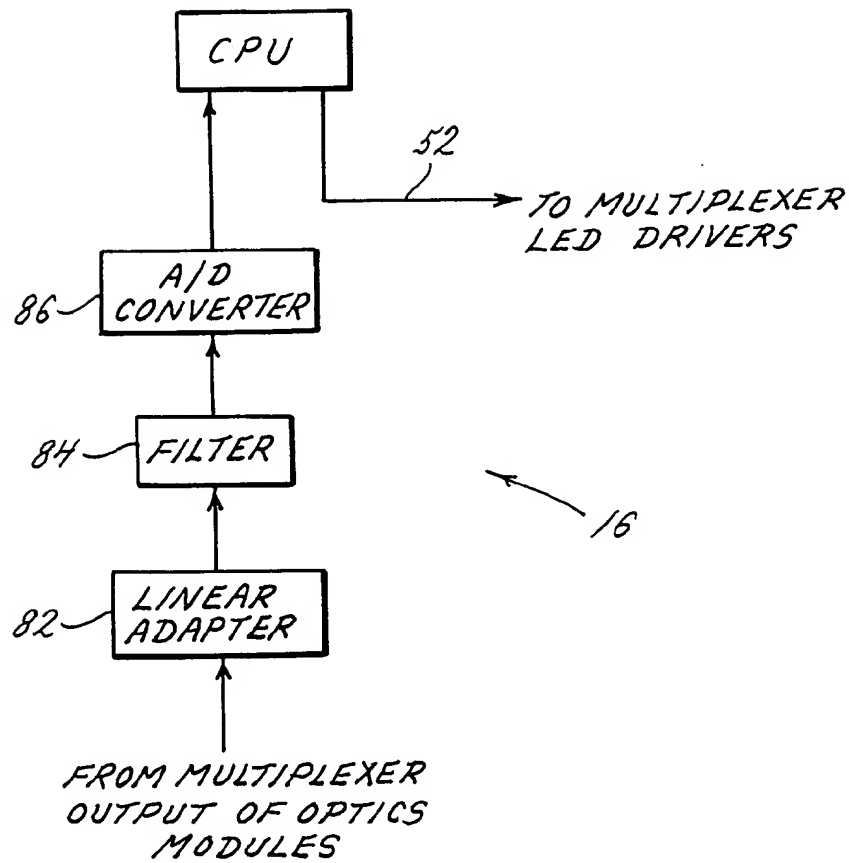 CPU
52
TO MULTIPLEXER
LED DRIVERS
A/D
CONVERTER
86
FILTER
84
16
LINEAR
ADAPTER
82
FROM MULTIPLEXER
OUTPUT OF OPTICS
MODULES